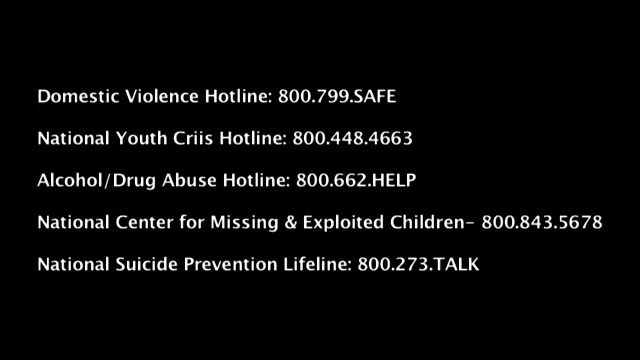 Domestic Violence Hotline: 800.799.SAFE
National Youth Criis Hotline: 800.448.4663
Alcohol/Drug Abuse Hotline: 800.662.HELP
National Center for Missing & Exploited Children- 800.843.5678
National Suicide Prevention Lifeline: 800.273.TALK